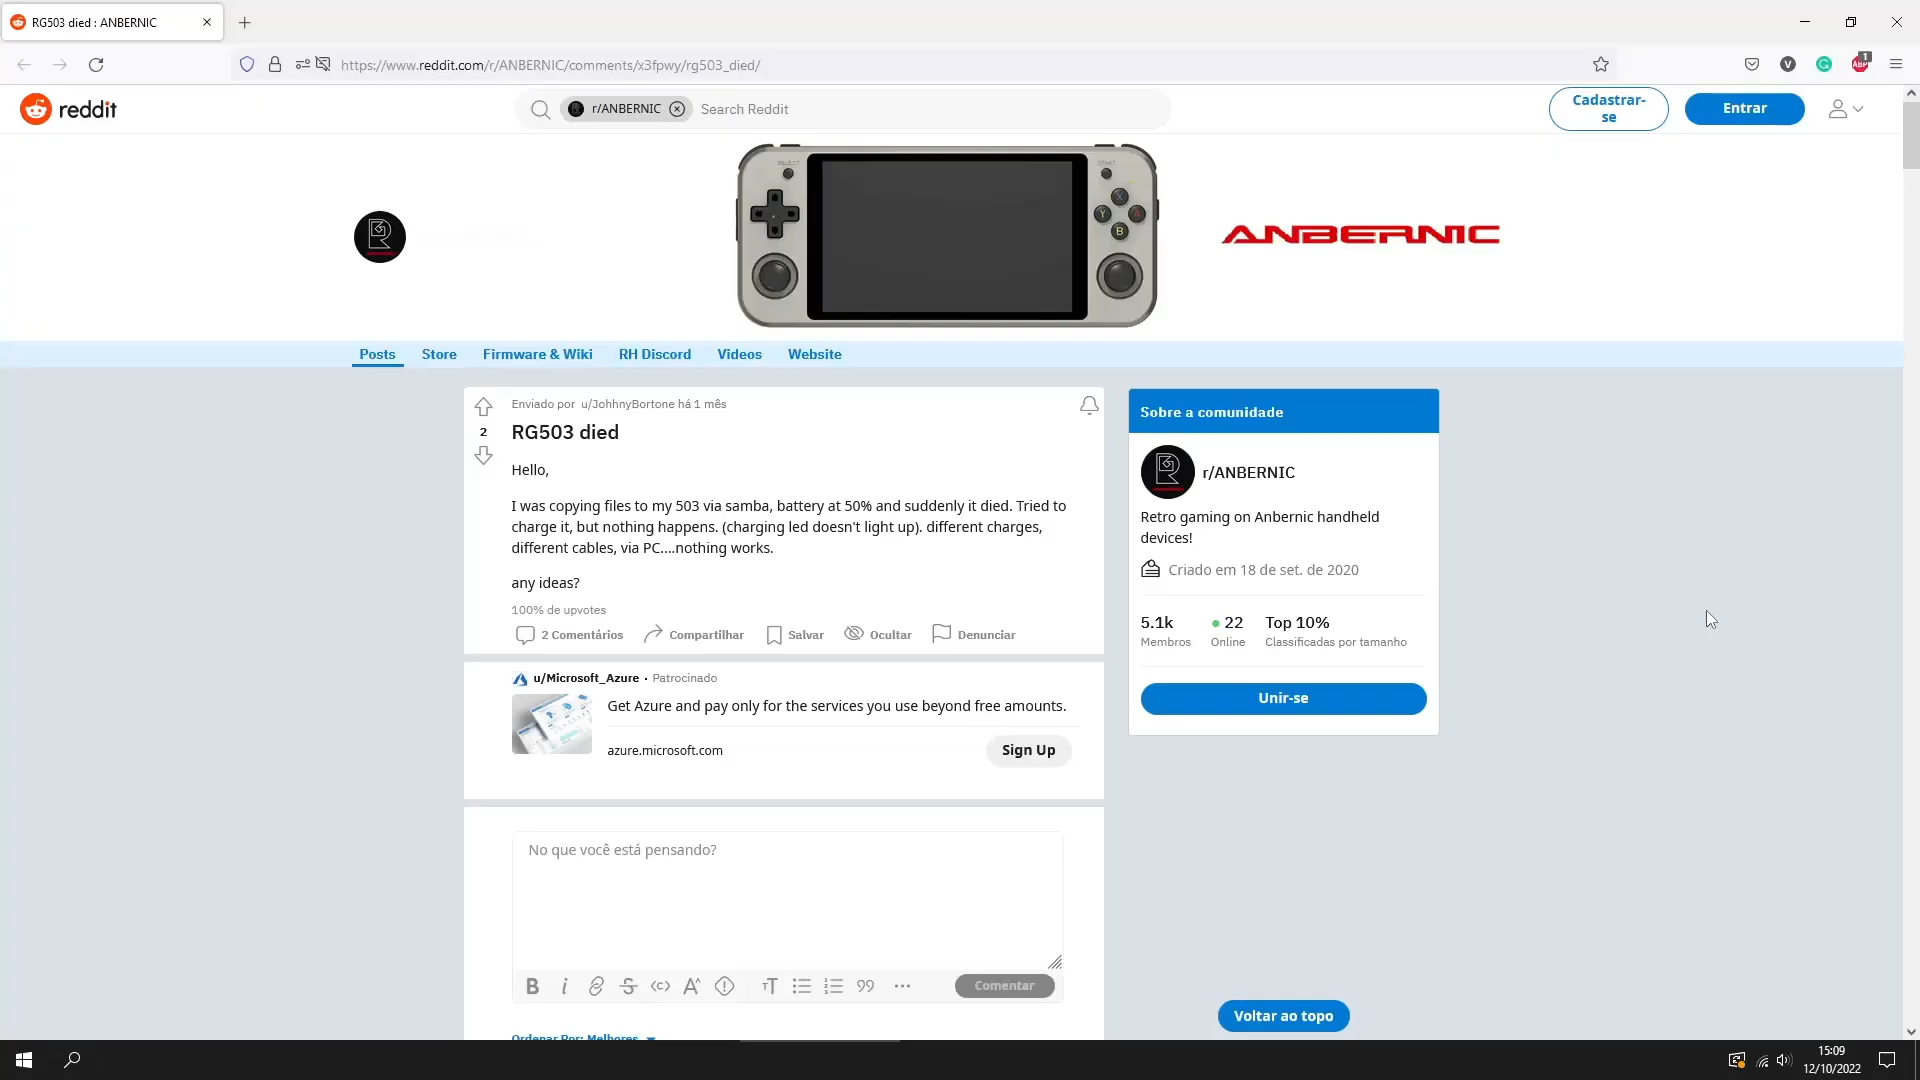 RG503 died : ANBERNIC
https://www.reddit.com/r/ANBERNIC/comments/x3fpwy/rg503_died/
V
ABP
1
reddit
r/ANBERNIC
Search Reddit
Cadastrar-
se
Entrar
SELECT
START
X
Y
A
B
ANBERNIC
Posts
Store
Firmware & Wiki
RH Discord
Videos
Website
Enviado por u/JohhnyBortone há 1 mês
2
RG503 died
Hello,
I was copying files to my 503 via samba, battery at 50% and suddenly it died. Tried to
charge it, but nothing happens. (charging led doesn't light up). different charges,
different cables, via PC....nothing works.
any ideas?
100% de upvotes
2 Comentários
Compartilhar
Salvar
Ocultar
Denunciar
u/Microsoft_Azure • Patrocinado
Get Azure and pay only for the services you use beyond free amounts.
azure.microsoft.com
Sign Up
No que você está pensando?
Comentar
Ordenar Por: Melhores
Sobre a comunidade
r/ANBERNIC
Retro gaming on Anbernic handheld
devices!
Criado em 18 de set. de 2020
5.1k
22
Top 10%
Membros
Online
Classificadas por tamanho
Unir-se
Voltar ao topo
15:09
12/10/2022